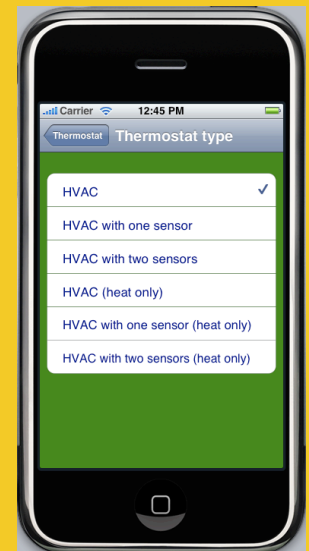 Carrier 12:45 PM
Thermostat Thermostat type
HVAC
HVAC with one sensor
HVAC with two sensors
HVAC (heat only)
HVAC with one sensor (heat only)
HVAC with two sensors (heat only)